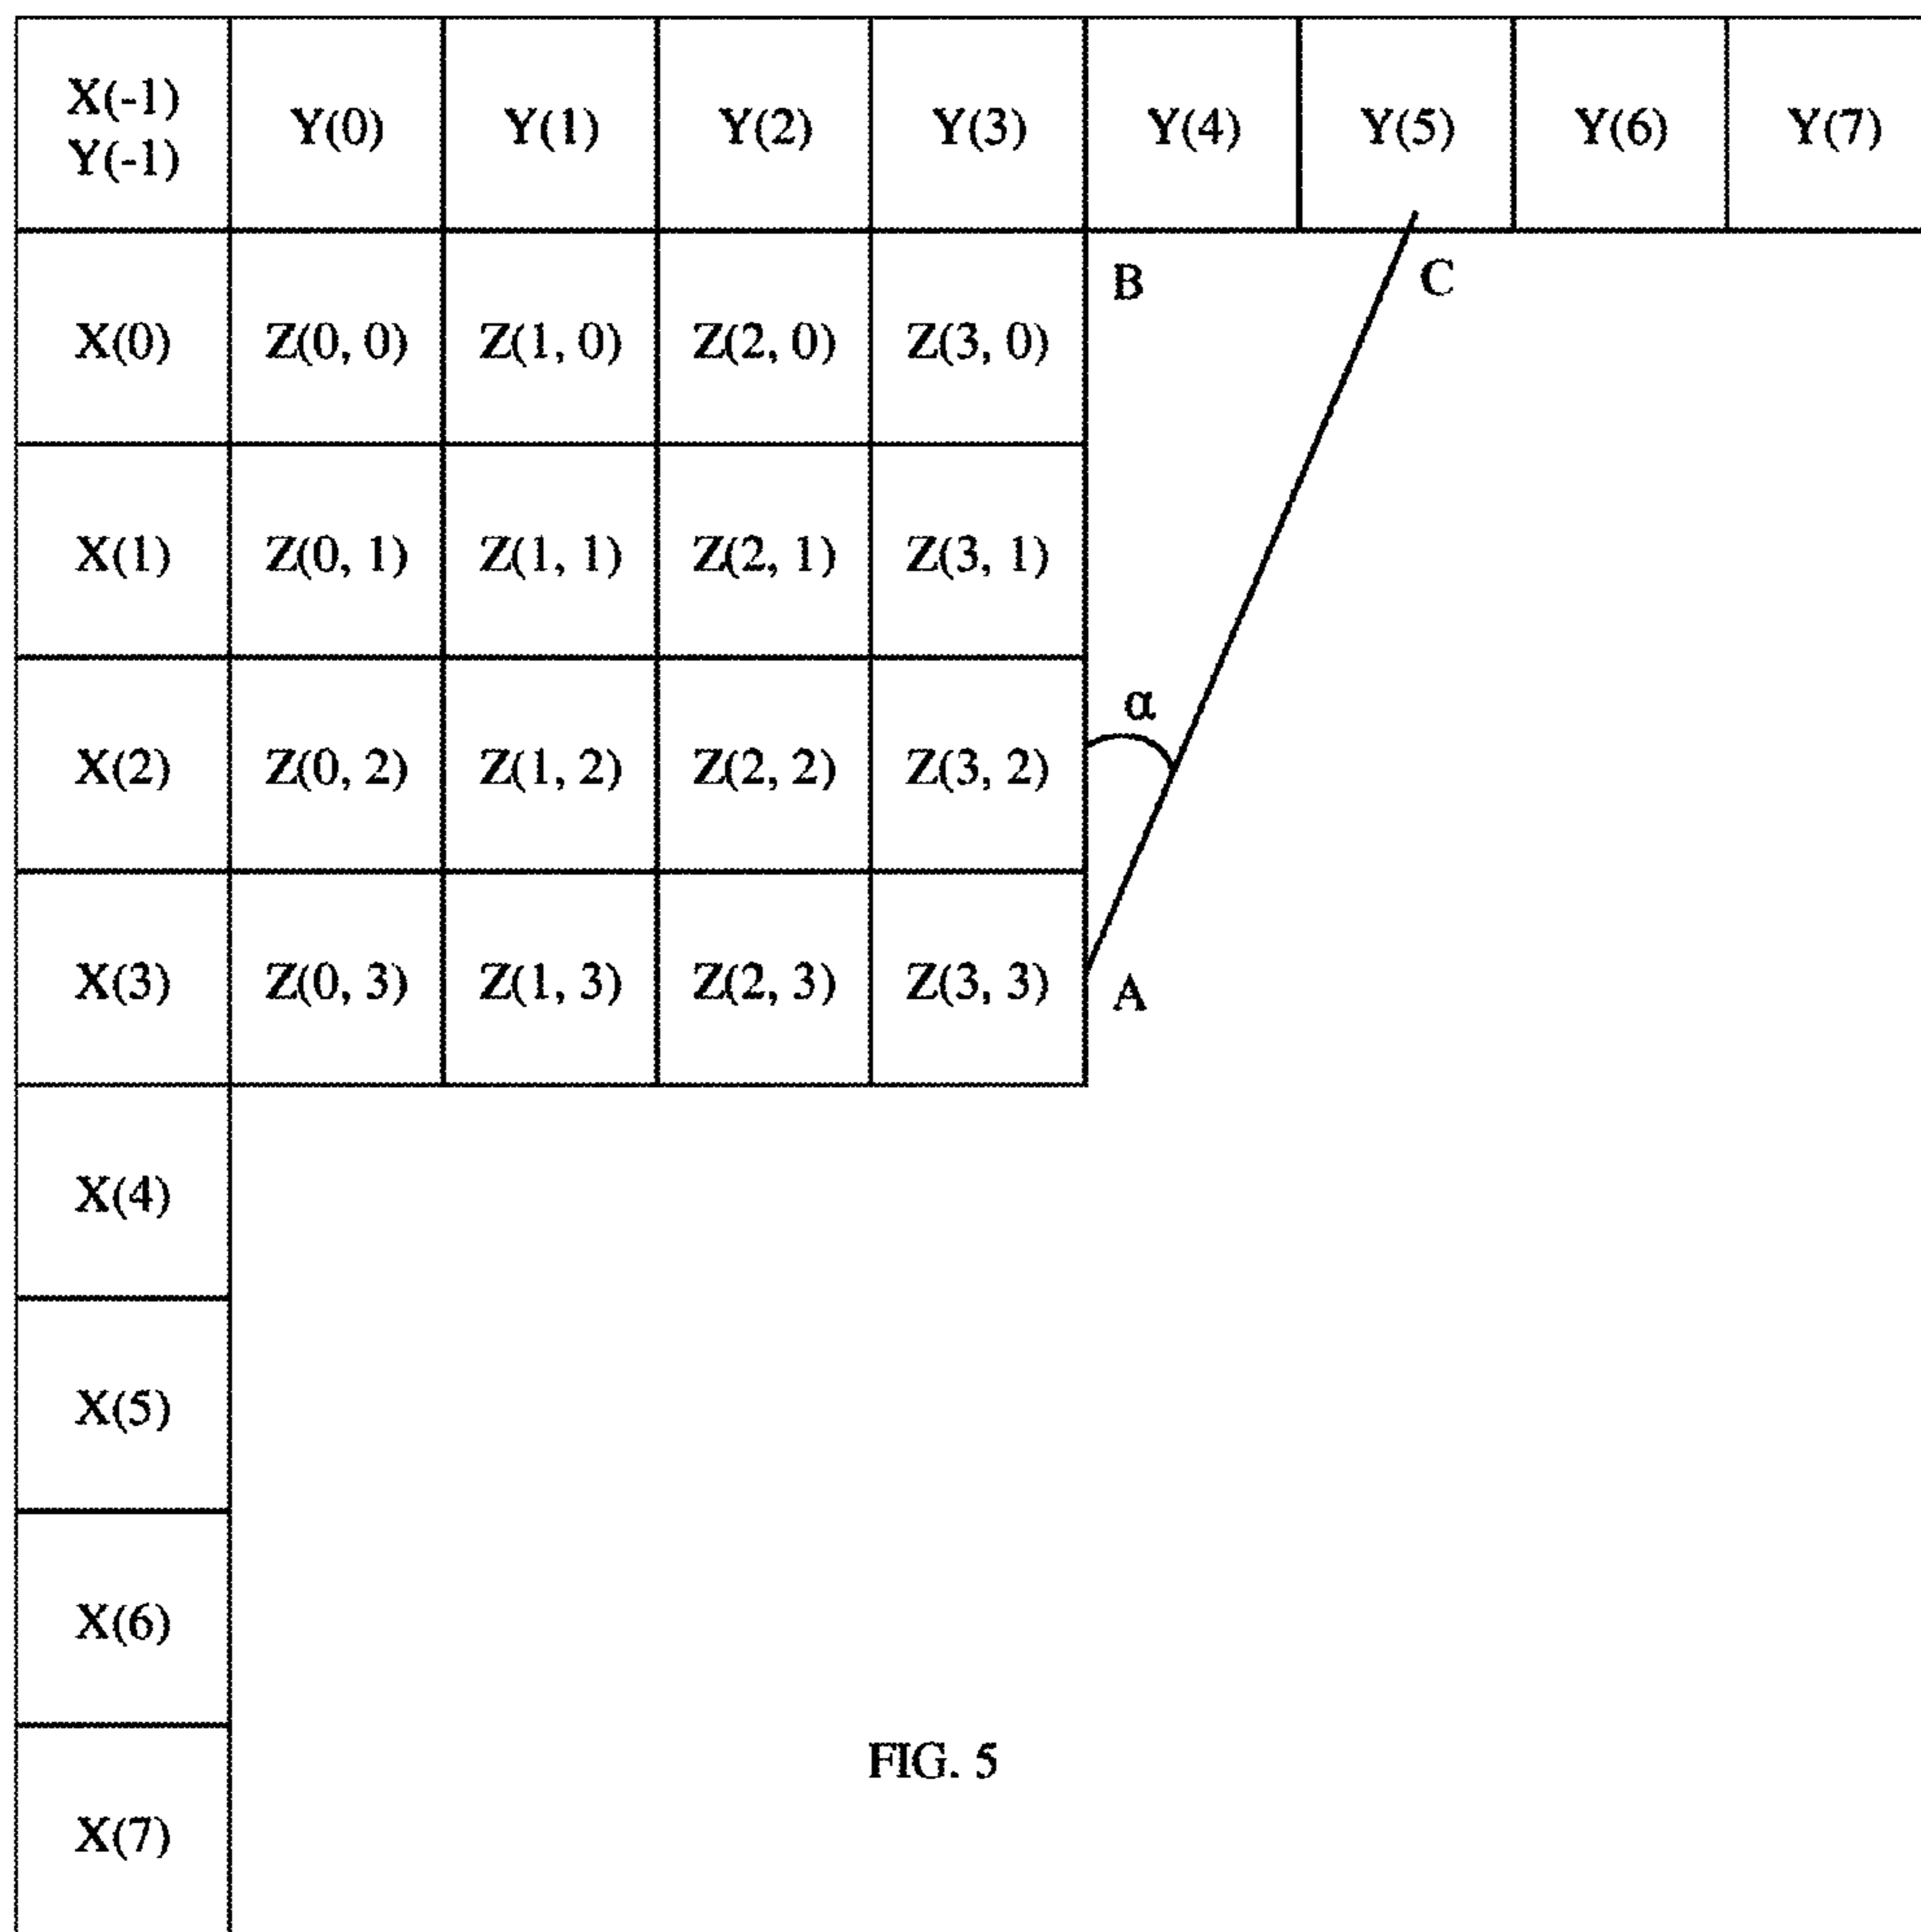 X(-1) Y(0) Y(1) Y(2) Y(3) Y(4) Y(5) Y(6) Y(7)
Y(-1)
B C
X(0) Z(0, 0) Z(1, 0) Z(2, 0) Z(3, 0)
X(1) Z(0, 1) Z(1, 1) Z(2, 1) Z(3, 1)
α
X(2) Z(0, 2) Z(1, 2) Z(2, 2) Z(3, 2)
X(3) Z(0, 3) Z(1, 3) Z(2, 3) Z(3, 3) A
X(4)
X(5)
X(6)
FIG. 5
X(7)